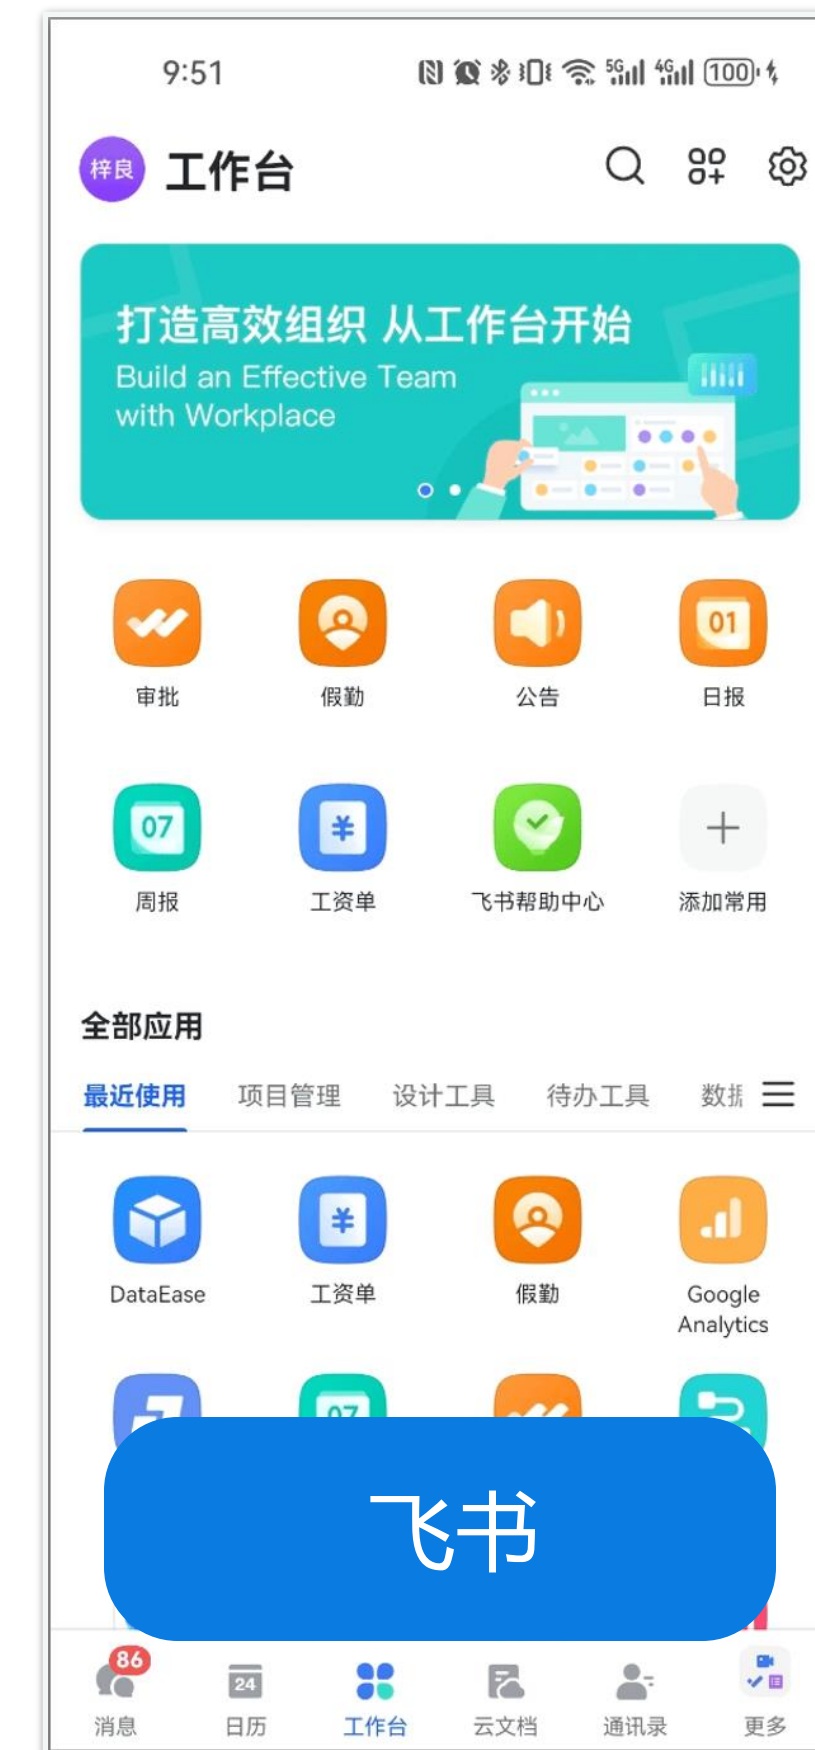 9:51
5G
4G
100
梓良
工作台
打造高效组织 从工作台开始
Build an Effective Team
with Workplace
01
审批
假勤
公告
日报
07
¥
周报
工资单
飞书帮助中心
添加常用
全部应用
最近使用
项目管理
设计工具
待办工具
¥
DataEase
工资单
假勤
Google
Analytics
飞书
86
24
消息
日历
工作台
云文档
通讯录
更多